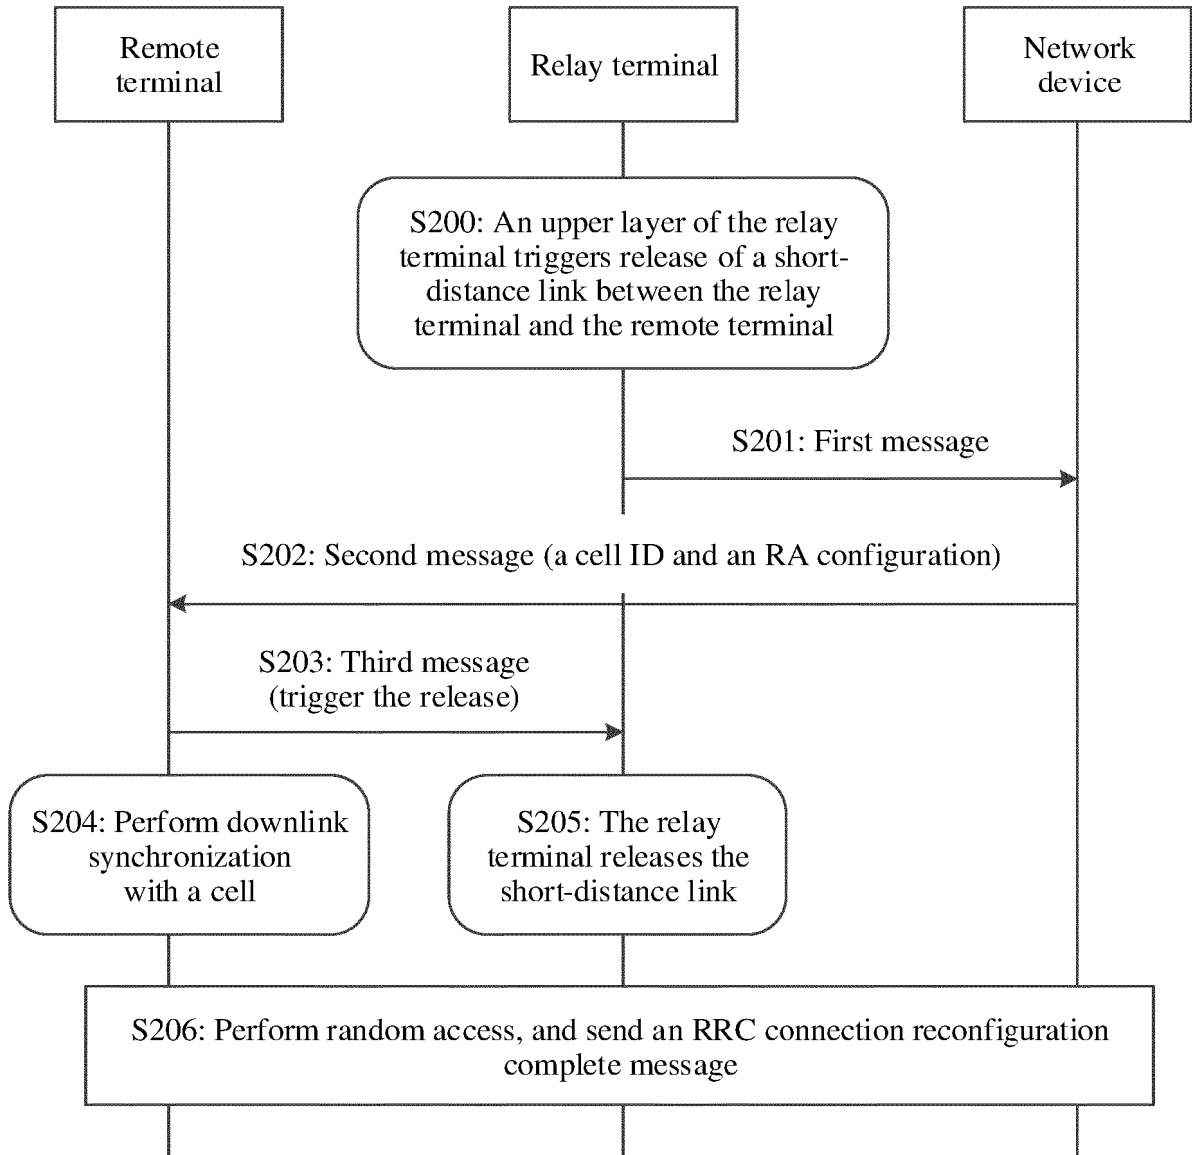 Remote
terminal
Relay terminal
Network
device
S200: An upper layer of the relay
terminal triggers release of a short-
distance link between the relay
terminal and the remote terminal
S201: First message
S202: Second message (a cell ID and an RA configuration)
S203: Third message
(trigger the release)
S204: Perform downlink
synchronization
with a cell
S205: The relay
terminal releases the
short-distance link
S206: Perform random access, and send an RRC connection reconfiguration
complete message